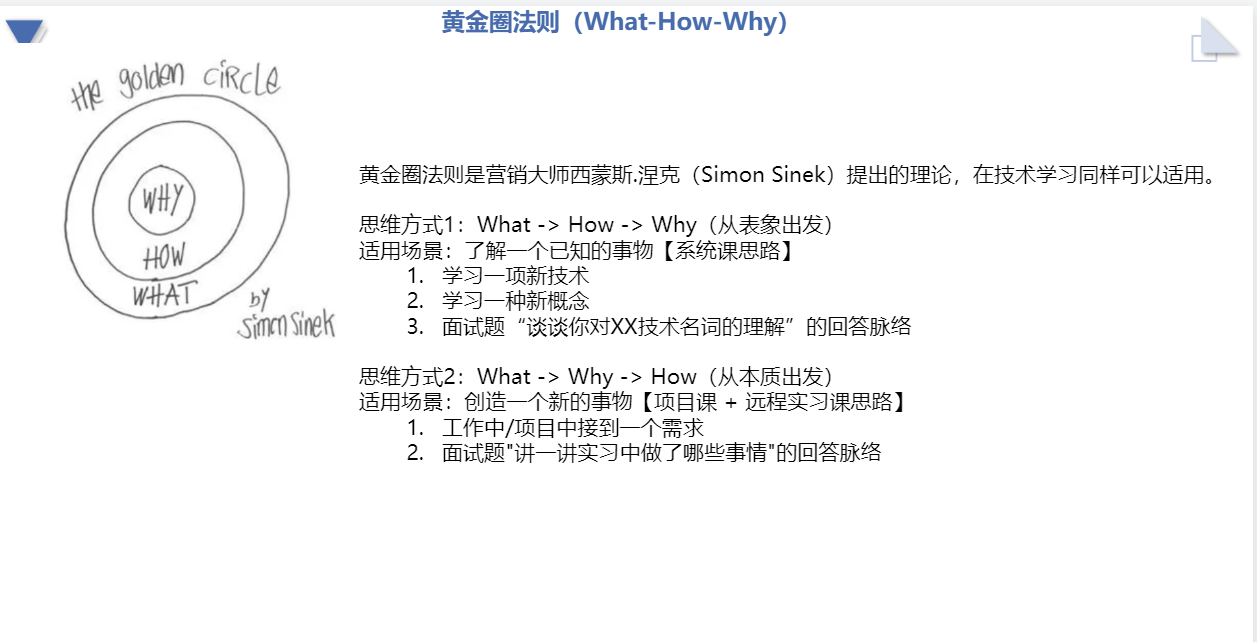 黄金圈法则（What-How-Why）
the golden circle
WHY
HOW
WHAT
by
simon sinek
黄金圈法则是营销大师西蒙斯.涅克（Simon Sinek）提出的理论，在技术学习同样可以适用。
思维方式1：What -> How -> Why（从表象出发）
适用场景：了解一个已知的事物【系统课思路】
1. 学习一项新技术
2. 学习一种新概念
3. 面试题“谈谈你对XX技术名词的理解”的回答脉络
思维方式2：What -> Why -> How（从本质出发）
适用场景：创造一个新的事物【项目课 + 远程实习课思路】
1. 工作中/项目中接到一个需求
2. 面试题"讲一讲实习中做了哪些事情"的回答脉络